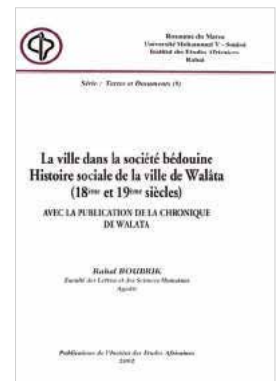 Royaume du Maroc
Université Mohammed V - Souissi
Institut des Etudes Africaines
Rabat
Série : Textes et Documents (8)
La ville dans la société bédouine
Histoire sociale de la ville de Walâta
(18ème et 19ème siècles)
AVEC LA PUBLICATION DE LA CHRONIQUE
DE WALATA
Rahal BOUBRIK
Faculté des Lettres et des Sciences Humaines
Agadir
Publications de l'Institut des Etudes Africaines
2002